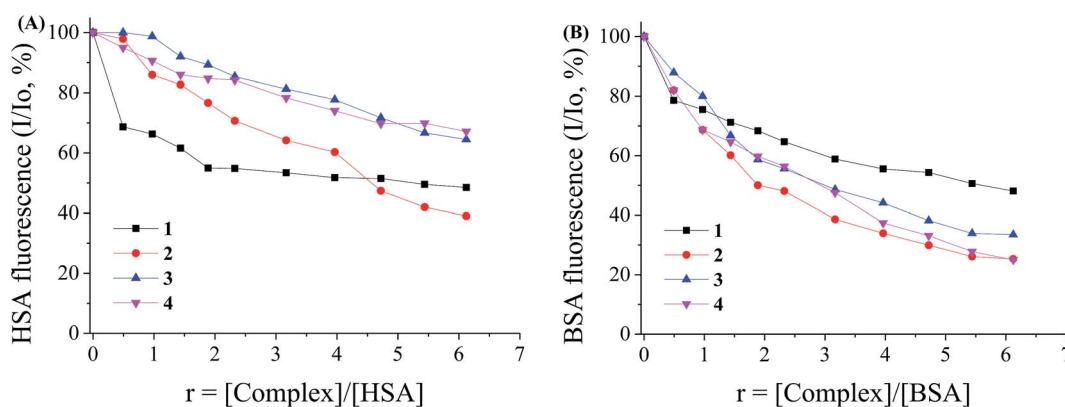 (A)
HSA fluorescence (I/Io, %)
100
80
60
40
20
0
1
2
3
4
0 1 2 3 4 5 6 7
r = [Complex]/[HSA]
(B)
BSA fluorescence (I/Io, %)
100
80
60
40
20
0
1
2
3
4
0 1 2 3 4 5 6 7
r = [Complex]/[BSA]